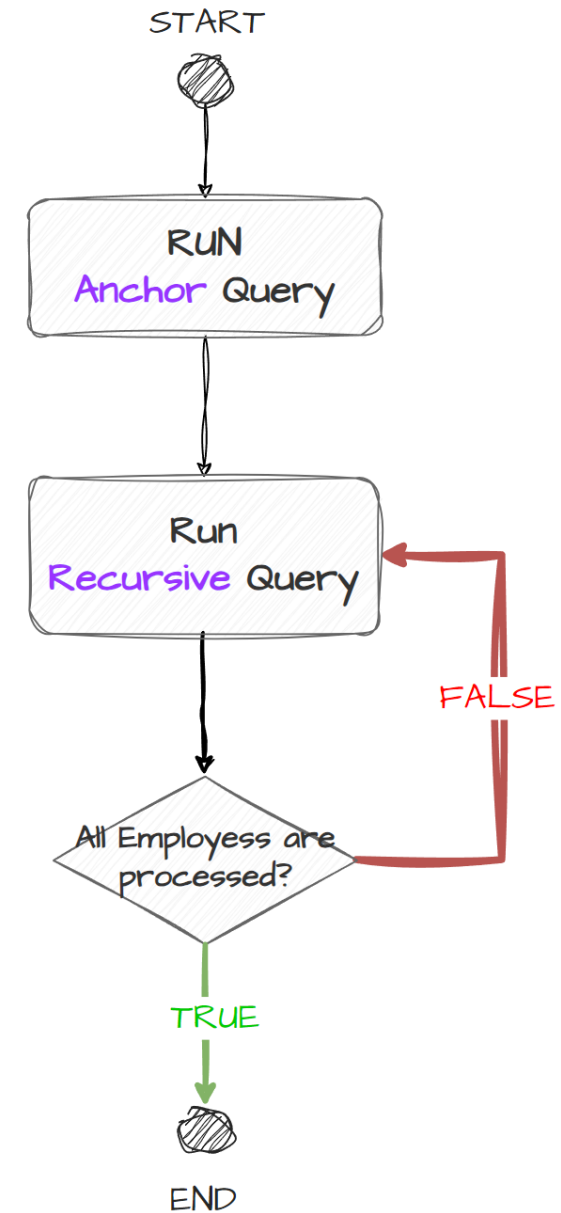 START
RUN
Anchor Query
Run
Recursive Query
FALSE
All Employess are
processed?
TRUE
END